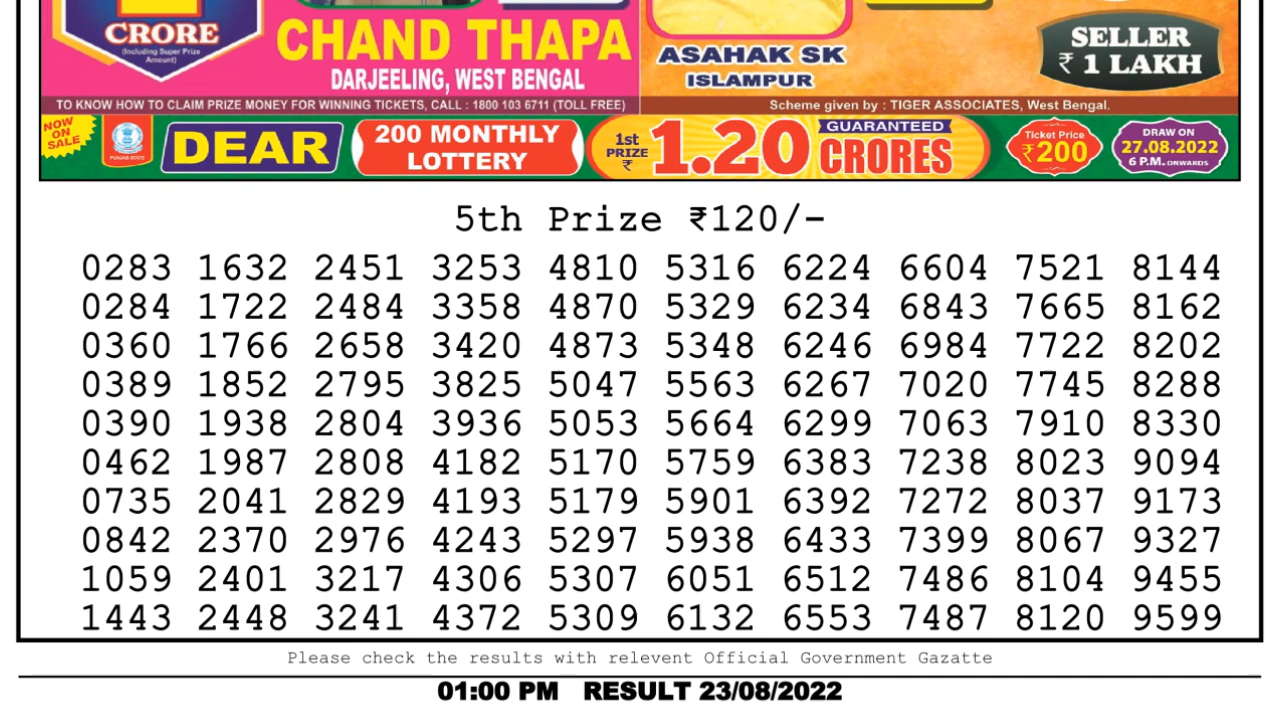 CRORE
(Including Super Prize
Amount)
CHAND THAPA
DARJEELING, WEST BENGAL
ASAHAK SK
ISLAMPUR
SELLER
₹ 1 LAKH
TO KNOW HOW TO CLAIM PRIZE MONEY FOR WINNING TICKETS, CALL : 1800 103 6711 (TOLL FREE)
Scheme given by : TIGER ASSOCIATES, West Bengal.
NOW
ON
SALE
PUNJAB STATE
DEAR
200 MONTHLY
LOTTERY
1st
PRIZE
₹
1.20
GUARANTEED
CRORES
Ticket Price
₹200
DRAW ON
27.08.2022
6 P.M. ONWARDS
5th Prize ₹120/-
0283 1632 2451 3253 4810 5316 6224 6604 7521 8144
0284 1722 2484 3358 4870 5329 6234 6843 7665 8162
0360 1766 2658 3420 4873 5348 6246 6984 7722 8202
0389 1852 2795 3825 5047 5563 6267 7020 7745 8288
0390 1938 2804 3936 5053 5664 6299 7063 7910 8330
0462 1987 2808 4182 5170 5759 6383 7238 8023 9094
0735 2041 2829 4193 5179 5901 6392 7272 8037 9173
0842 2370 2976 4243 5297 5938 6433 7399 8067 9327
1059 2401 3217 4306 5307 6051 6512 7486 8104 9455
1443 2448 3241 4372 5309 6132 6553 7487 8120 9599
Please check the results with relevent Official Government Gazatte
01:00 PM RESULT 23/08/2022